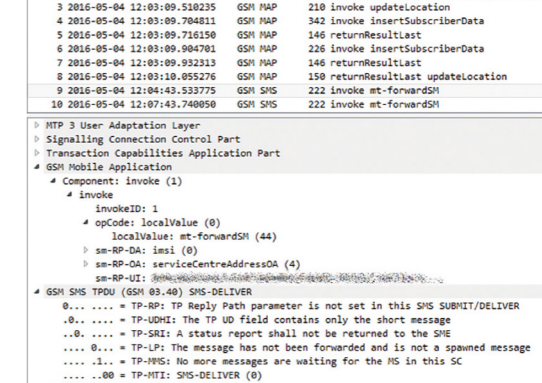 3 2016-05-04 12:03:09.510235 GSM MAP 210 invoke updateLocation
4 2016-05-04 12:03:09.704811 GSM MAP 342 invoke insertSubscriberData
5 2016-05-04 12:03:09.716150 GSM MAP 146 returnResultLast
6 2016-05-04 12:03:09.904701 GSM MAP 226 invoke insertSubscriberData
7 2016-05-04 12:03:09.932313 GSM MAP 146 returnResultLast
8 2016-05-04 12:03:10.055276 GSM MAP 150 returnResultLast updateLocation
9 2016-05-04 12:04:43.533775 GSM SMS 222 invoke mt-forwardSM
10 2016-05-04 12:07:43.740050 GSM SMS 222 invoke mt-forwardSM
MTP 3 User Adaptation Layer
Signalling Connection Control Part
Transaction Capabilities Application Part
GSM Mobile Application
Component: invoke (1)
invoke
invokeID: 1
opCode: localValue (0)
localValue: mt-forwardSM (44)
sm-RP-DA: imsi (0)
sm-RP-OA: serviceCentreAddressOA (4)
sm-RP-UI:
GSM SMS TPDU (GSM 03.40) SMS-DELIVER
0... .... = TP-RP: TP Reply Path parameter is not set in this SMS SUBMIT/DELIVER
.0.. .... = TP-UDHI: The TP UD field contains only the short message
..0. .... = TP-SRI: A status report shall not be returned to the SME
.... 0... = TP-LP: The message has not been forwarded and is not a spawned message
.... .1.. = TP-MMS: No more messages are waiting for the MS in this SC
.... ..00 = TP-MTI: SMS-DELIVER (0)